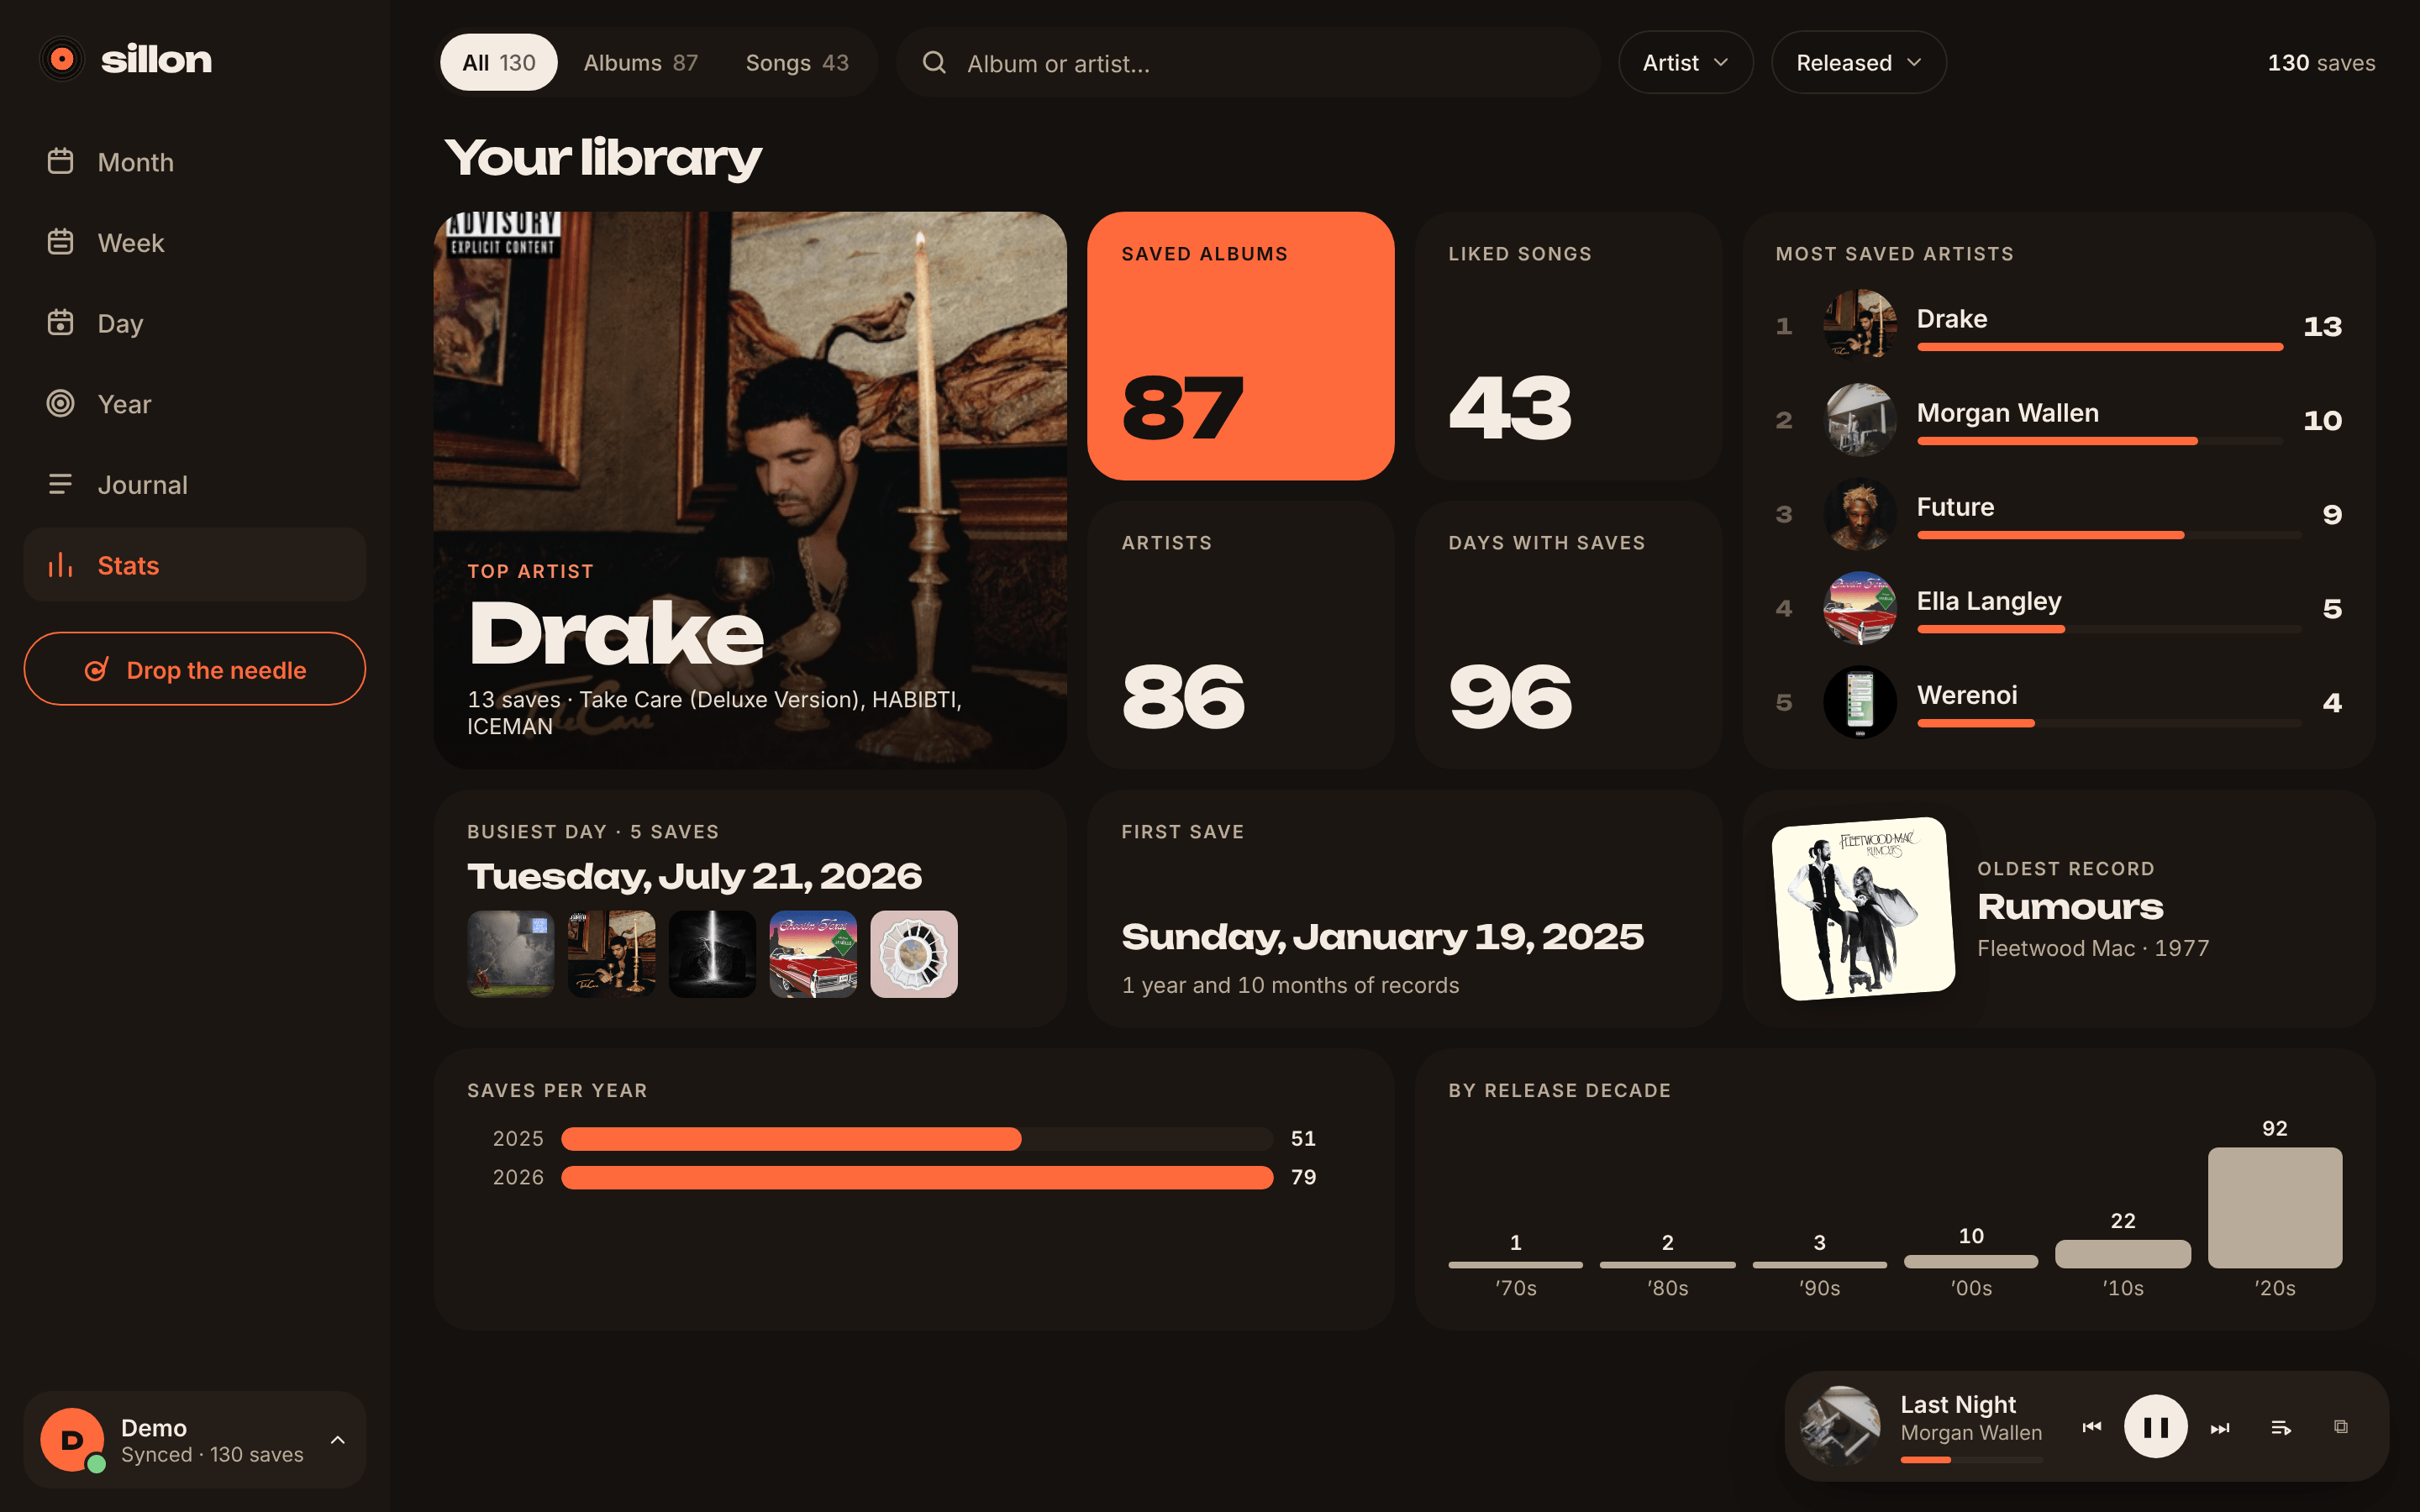 sillon
Month
Week
Day
Year
Journal
Stats
Drop the needle
Demo
Synced · 130 saves
All 130
Albums 87
Songs 43
Album or artist...
Artist
Released
130 saves
Your library
ADVISORY
EXPLICIT CONTENT
TOP ARTIST
Drake
13 saves · Take Care (Deluxe Version), HABIBTI,
ICEMAN
SAVED ALBUMS
87
LIKED SONGS
43
ARTISTS
86
DAYS WITH SAVES
96
MOST SAVED ARTISTS
1 Drake 13
2 Morgan Wallen 10
3 Future 9
4 Ella Langley 5
5 Werenoi 4
BUSIEST DAY · 5 SAVES
Tuesday, July 21, 2026
FIRST SAVE
Sunday, January 19, 2025
1 year and 10 months of records
FLEETWOOD MAC
RUMOURS
OLDEST RECORD
Rumours
Fleetwood Mac · 1977
SAVES PER YEAR
2025 51
2026 79
BY RELEASE DECADE
1 2 3 10 22 92
'70s '80s '90s '00s '10s '20s
Last Night
Morgan Wallen
D